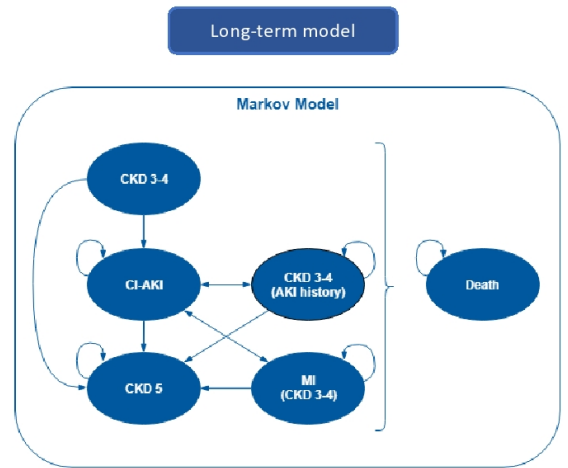 Long-term model
Markov Model
CKD 3-4
CI-AKI
CKD 3-4
(AKI history)
Death
CKD 5
MI
(CKD 3-4)